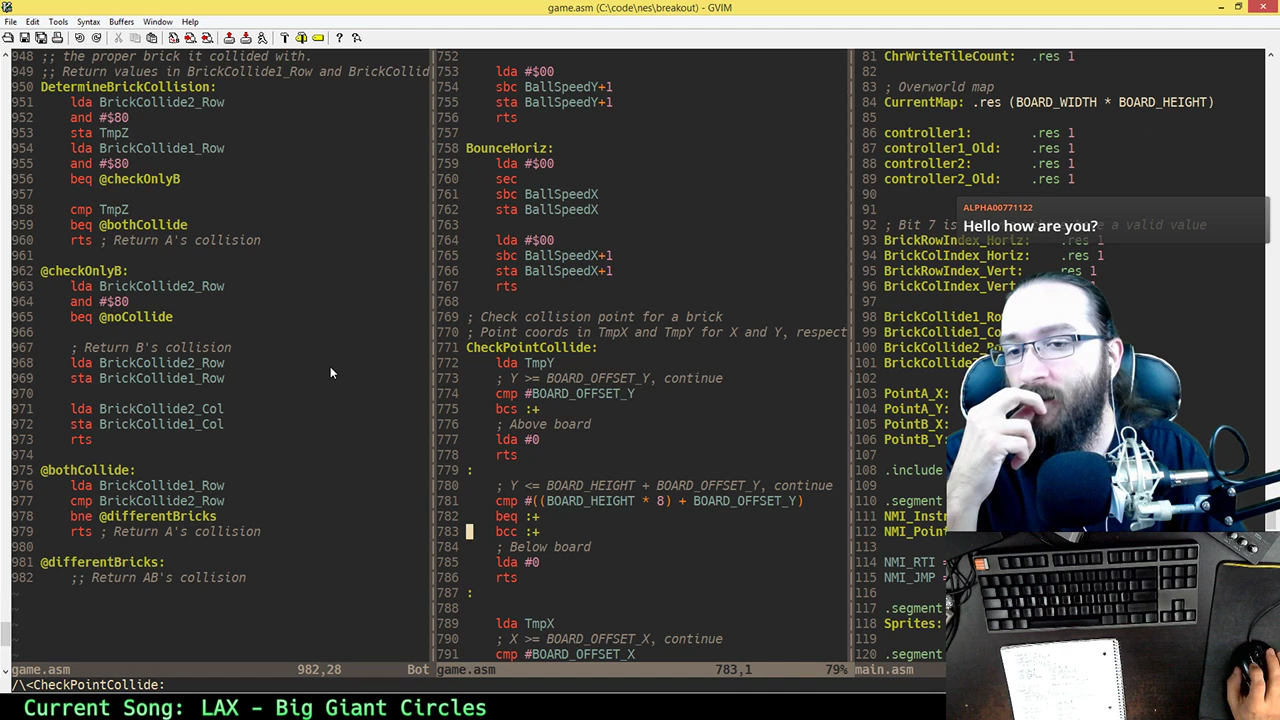 game.asm (C:\code\nes\breakout) - GVIM
File Edit Tools Syntax Buffers Window Help
948 ;; the proper brick it collided with.
949 ;; Return values in BrickCollide1_Row and BrickCollid
950 DetermineBrickCollision:
951 lda BrickCollide2_Row
952 and #$80
953 sta TmpZ
954 lda BrickCollide1_Row
955 and #$80
956 beq @checkOnlyB
957
958 cmp TmpZ
959 beq @bothCollide
960 rts ; Return A's collision
961
962 @checkOnlyB:
963 lda BrickCollide2_Row
964 and #$80
965 beq @noCollide
966
967 ; Return B's collision
968 lda BrickCollide2_Row
969 sta BrickCollide1_Row
970
971 lda BrickCollide2_Col
972 sta BrickCollide1_Col
973 rts
974
975 @bothCollide:
976 lda BrickCollide1_Row
977 cmp BrickCollide2_Row
978 bne @differentBricks
979 rts ; Return A's collision
980
981 @differentBricks:
982 ;; Return AB's collision
~
~
~
~
~
game.asm 982,28 Bot
752
753 lda #$00
754 sbc BallSpeedY+1
755 sta BallSpeedY+1
756 rts
757
758 BounceHoriz:
759 lda #$00
760 sec
761 sbc BallSpeedX
762 sta BallSpeedX
763
764 lda #$00
765 sbc BallSpeedX+1
766 sta BallSpeedX+1
767 rts
768
769 ; Check collision point for a brick
770 ; Point coords in TmpX and TmpY for X and Y, respect
771 CheckPointCollide:
772 lda TmpY
773 ; Y >= BOARD_OFFSET_Y, continue
774 cmp #BOARD_OFFSET_Y
775 bcs :+
776 ; Above board
777 lda #0
778 rts
779 :
780 ; Y <= BOARD_HEIGHT + BOARD_OFFSET_Y, continue
781 cmp #((BOARD_HEIGHT * 8) + BOARD_OFFSET_Y)
782 beq :+
783 bcc :+
784 ; Below board
785 lda #0
786 rts
787 :
788
789 lda TmpX
790 ; X >= BOARD_OFFSET_X, continue
791 cmp #BOARD_OFFSET_X
game.asm 783,1 79%
81 ChrWriteTileCount: .res 1
82
83 ; Overworld map
84 CurrentMap: .res (BOARD_WIDTH * BOARD_HEIGHT)
85
86 controller1: .res 1
87 controller1_Old: .res 1
88 controller2: .res 1
89 controller2_Old: .res 1
90
91
ALPHA00771122
Hello how are you?
92 ; Bit 7 is a valid value
93 BrickRowIndex_Horiz: .res 1
94 BrickColIndex_Horiz: .res 1
95 BrickRowIndex_Vert: .res 1
96 BrickColIndex_Vert
97
98 BrickCollide1_Ro
99 BrickCollide1_Co
100 BrickCollide2_Ro
101 BrickCollide
102
103 PointA_X:
104 PointA_Y:
105 PointB_X:
106 PointB_Y:
107
108 .include
109
110 .segment
111 NMI_Inst
112 NMI_Poin
113
114 NMI_RTI =
115 NMI_JMP =
116
117 .segment
118 Sprites:
119
120 .segment
main.asm
/\<CheckPointCollide:
Current Song: LAX - Big Giant Circles